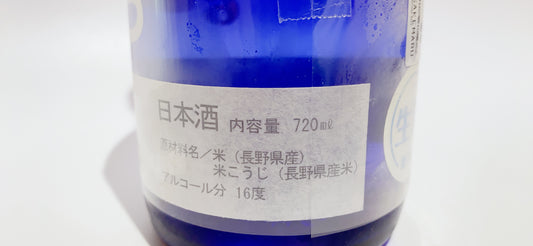 日本酒 内容量 720mℓ
原材料名／米（長野県産）
米こうじ（長野県産米）
アルコール分 16度
生